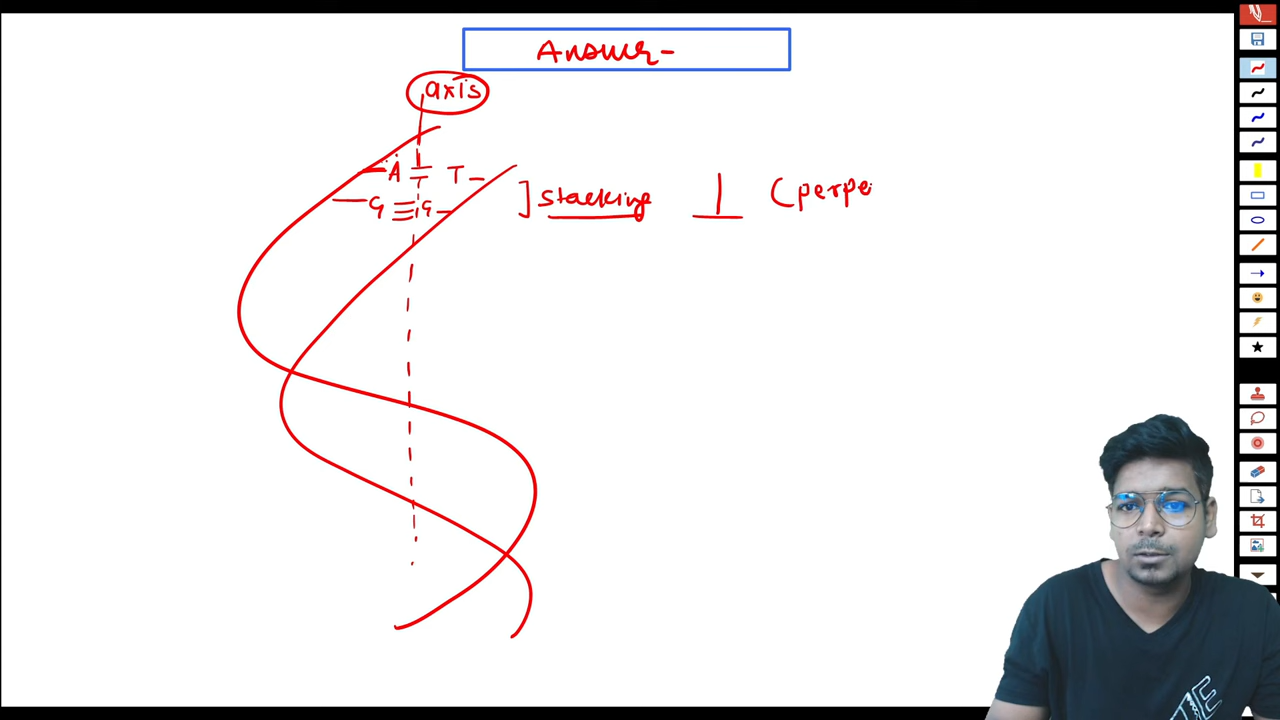 Answer-
axis
A = T
G ≡ G
] stacking ⊥ (perpe